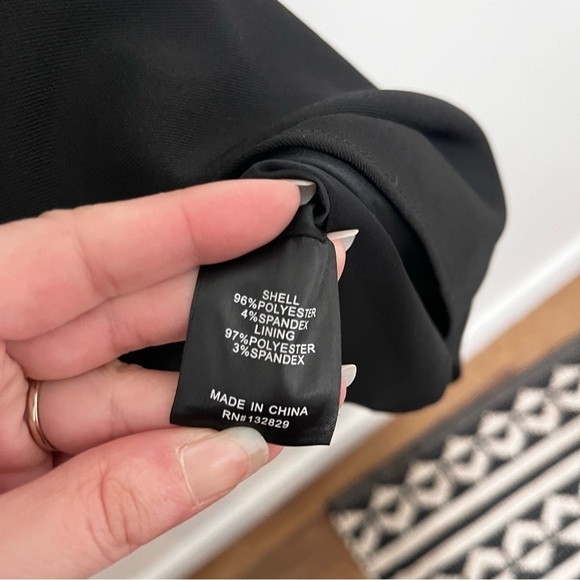 SHELL
96%POLYESTER
4%SPANDEX
LINING
97%POLYESTER
3%SPANDEX
MADE IN CHINA
RN#132829